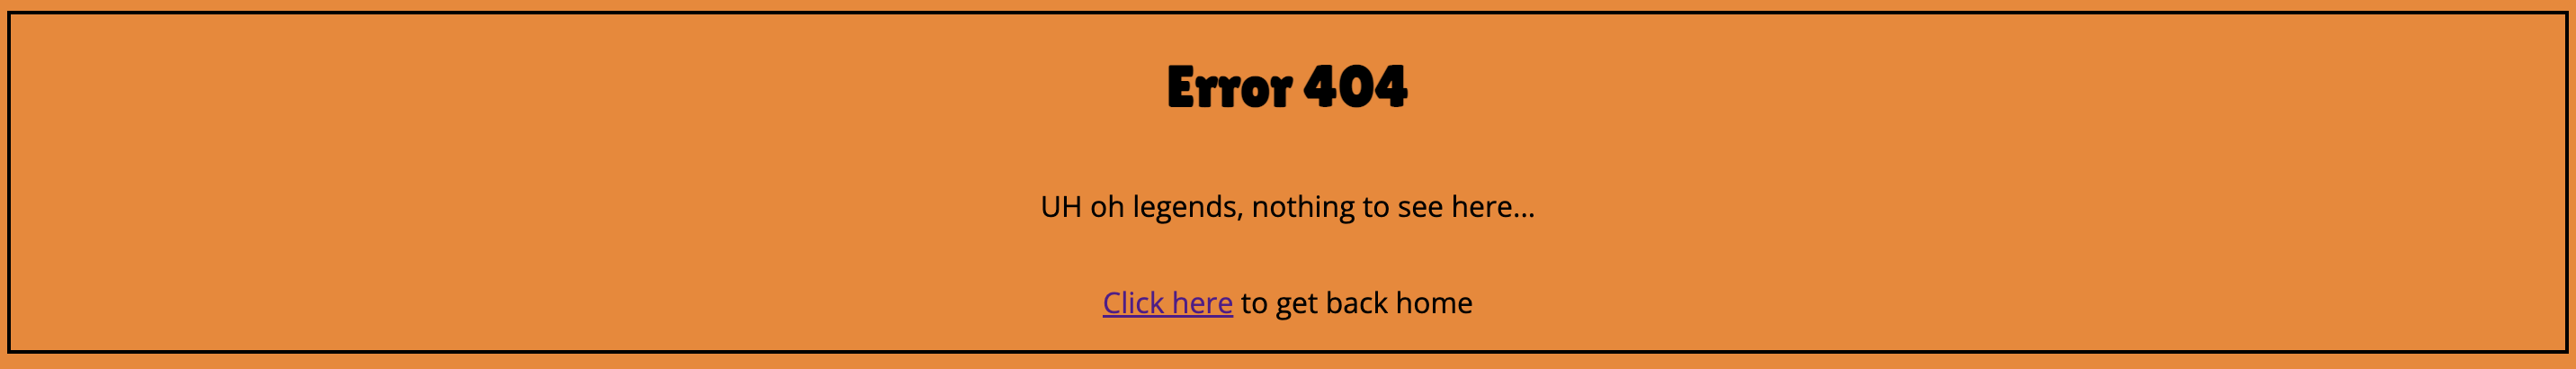 Error 404
UH oh legends, nothing to see here...
Click here to get back home